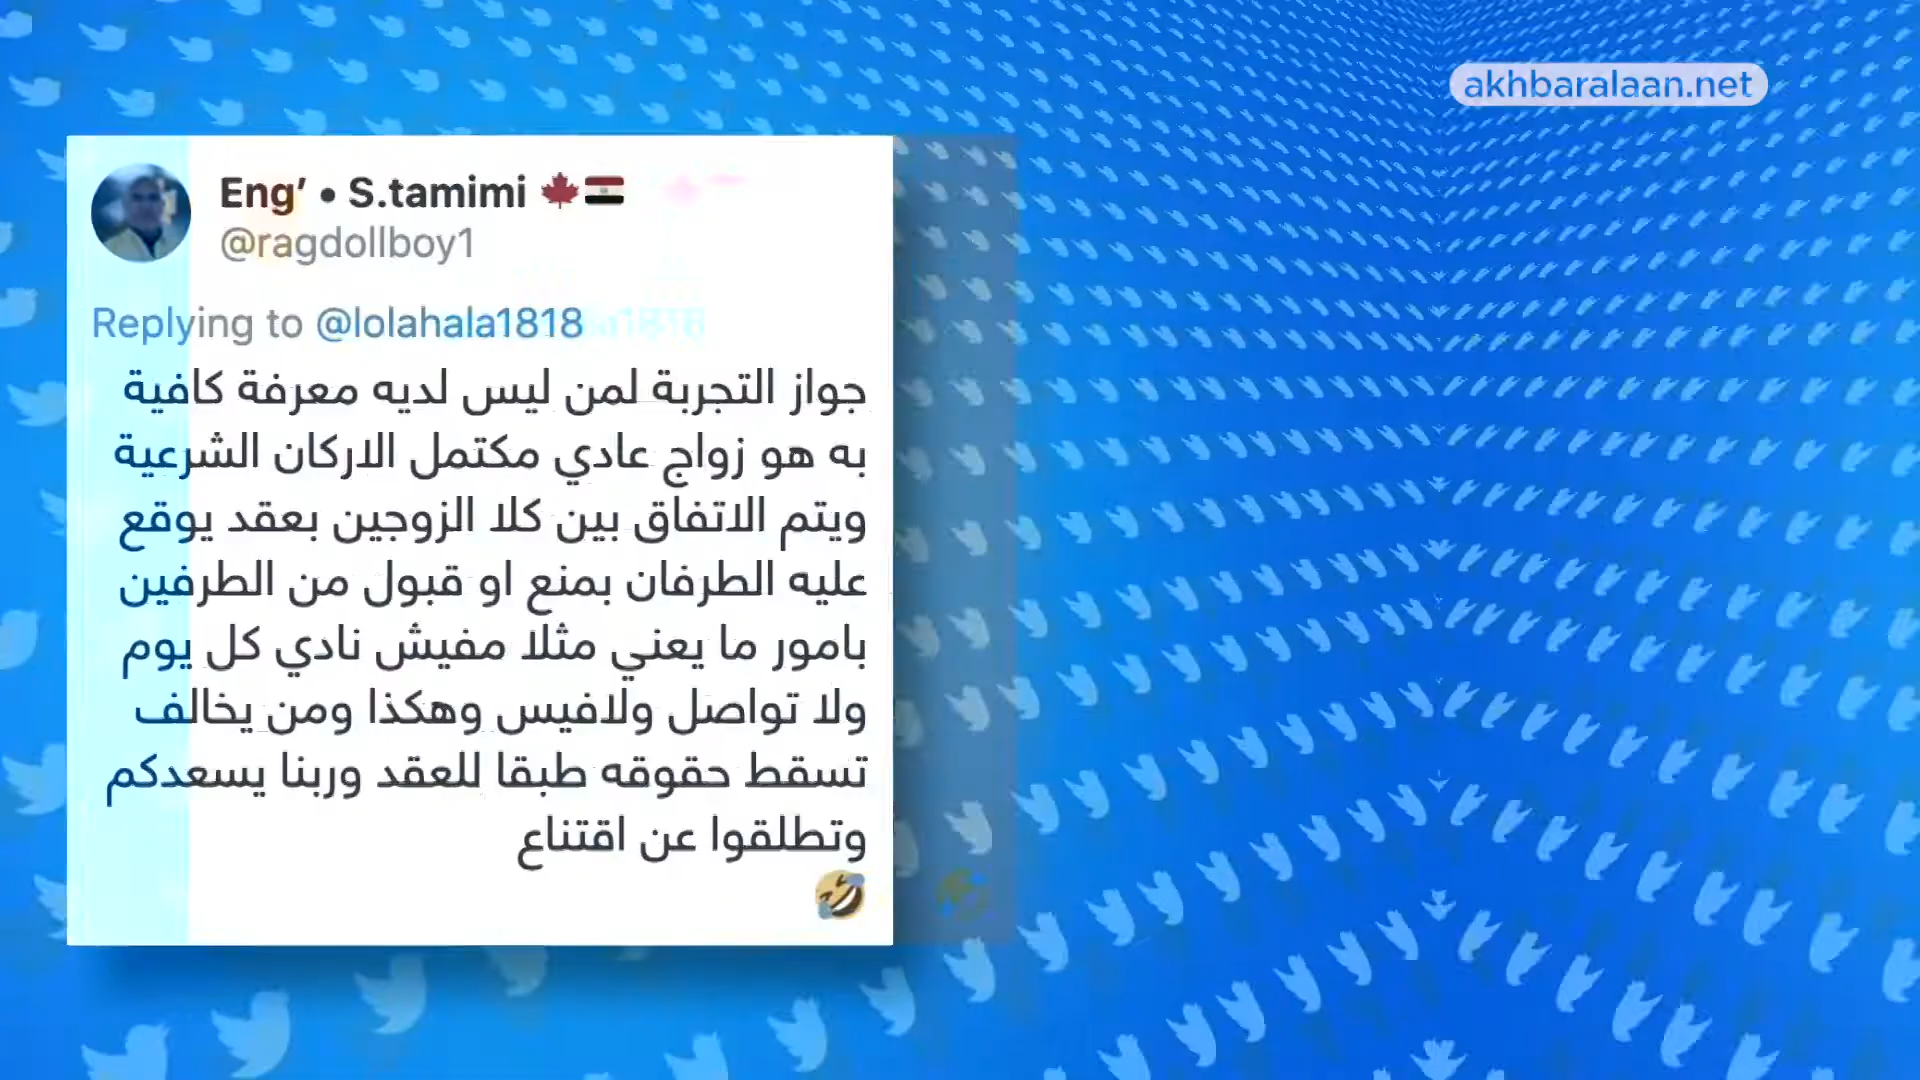 akhbaralaan.net
Eng’ • S.tamimi 🍁🇪🇬
@ragdollboy1
Replying to @lolahala1818
جواز التجربة لمن ليس لديه معرفة كافية
به هو زواج عادي مكتمل الاركان الشرعية
ويتم الاتفاق بين كلا الزوجين بعقد يوقع
عليه الطرفان بمنع او قبول من الطرفين
بامور ما يعني مثلا مفيش نادي كل يوم
ولا تواصل ولافيس وهكذا ومن يخالف
تسقط حقوقه طبقا للعقد وربنا يسعدكم
وتطلقوا عن اقتناع
🤣